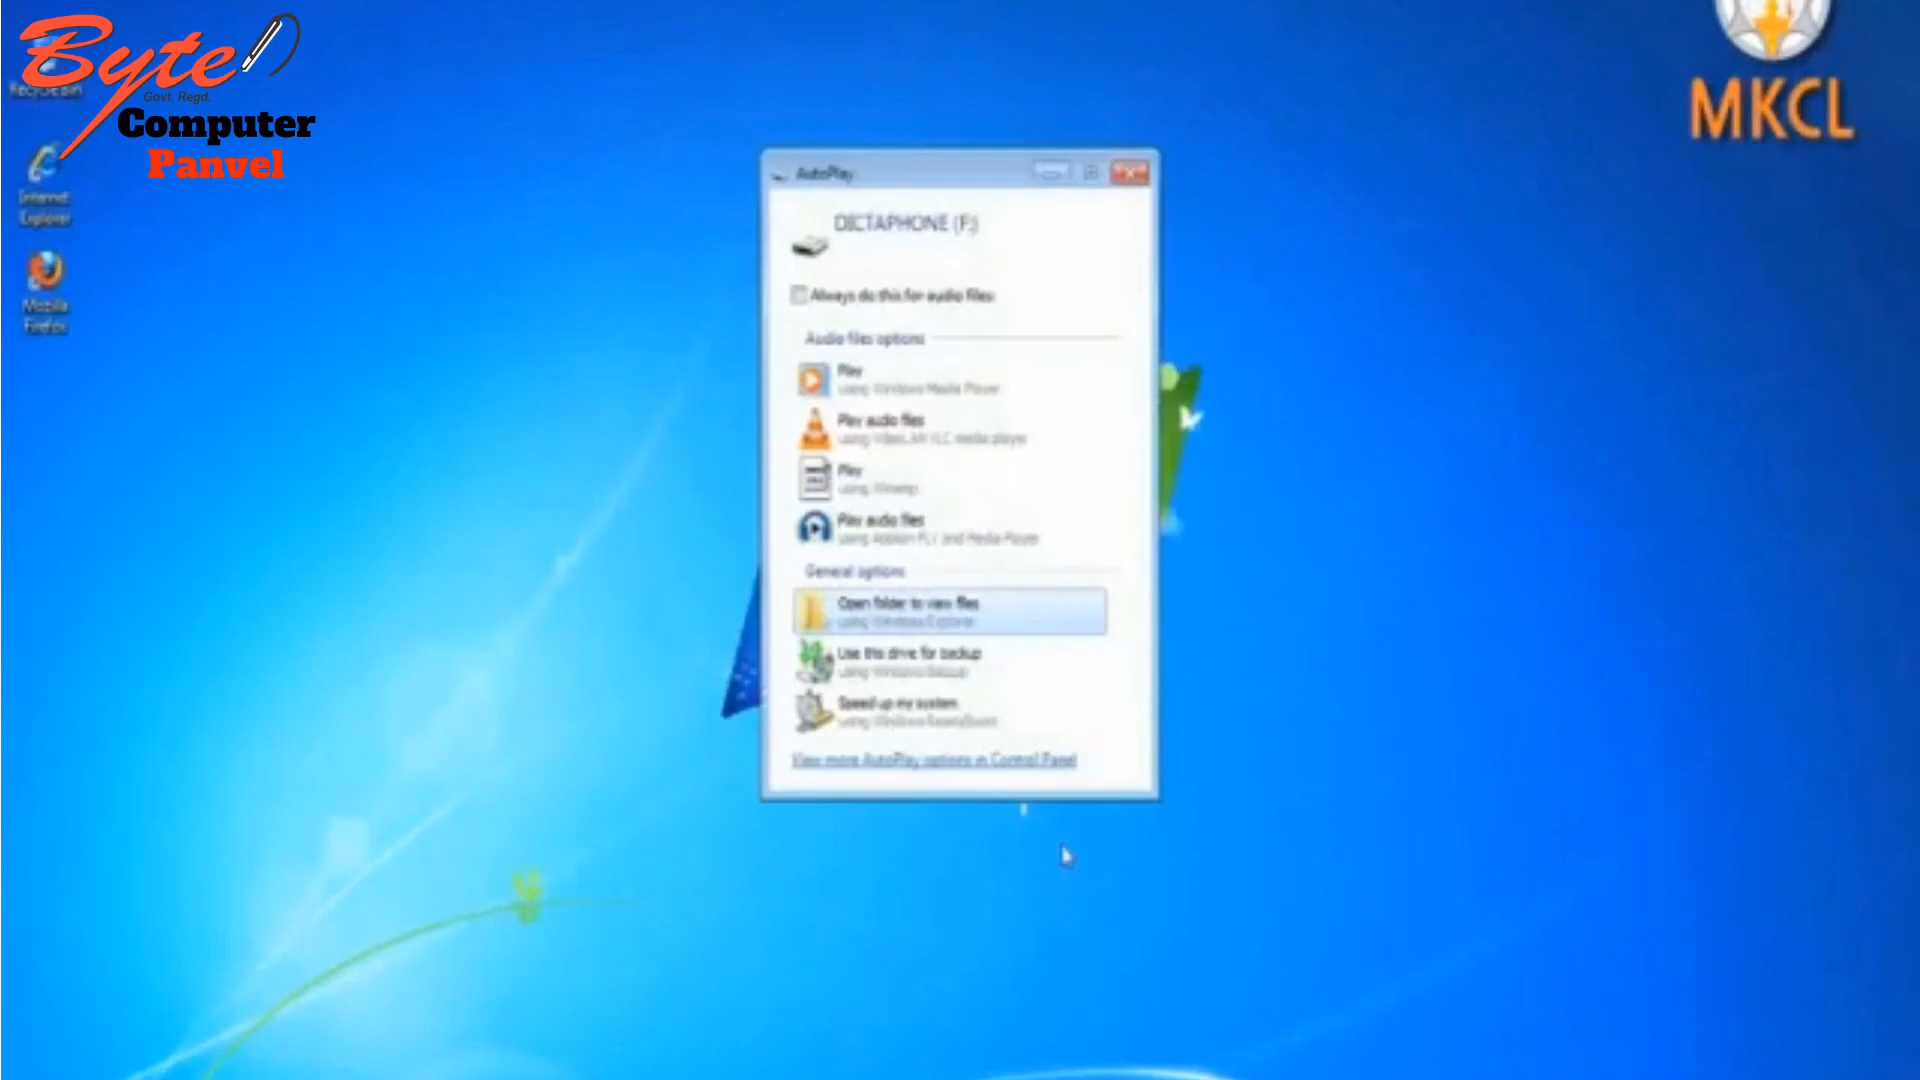 Byte
Govt. Regd.
Computer
Panvel
MKCL
Recycle Bin
Internet
Explorer
Mozilla
Firefox
AutoPlay
DICTAPHONE (F:)
Always do this for audio files:
Audio files options
Play
using Windows Media Player
Play audio files
using VideoLAN VLC media player
Play
using Winamp
Play audio files
using and Media Player
General options
Open folder to view files
using Windows Explorer
Use this drive for backup
using Windows Backup
Speed up my system
using Windows ReadyBoost
View more AutoPlay options in Control Panel